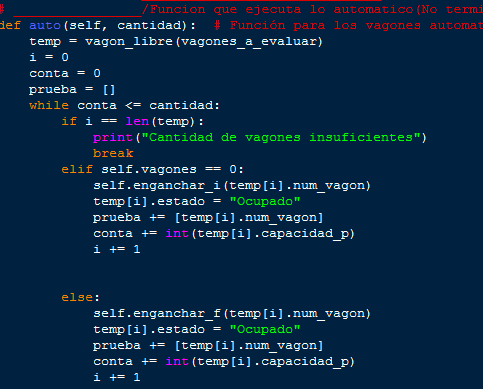 # _________________/Funcion que ejecuta lo automatico(No termi
def auto(self, cantidad):  # Función para los vagones automat
    temp = vagon_libre(vagones_a_evaluar)
    i = 0
    conta = 0
    prueba = []
    while conta <= cantidad:
        if i == len(temp):
            print("Cantidad de vagones insuficientes")
            break
        elif self.vagones == 0:
            self.enganchar_i(temp[i].num_vagon)
            temp[i].estado = "Ocupado"
            prueba += [temp[i].num_vagon]
            conta += int(temp[i].capacidad_p)
            i += 1
        else:
            self.enganchar_f(temp[i].num_vagon)
            temp[i].estado = "Ocupado"
            prueba += [temp[i].num_vagon]
            conta += int(temp[i].capacidad_p)
            i += 1